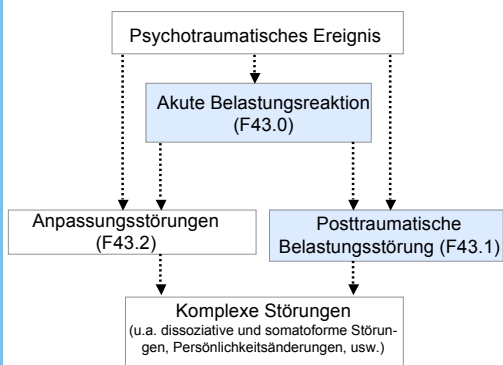 Psychotraumatisches Ereignis
Akute Belastungsreaktion
(F43.0)
Anpassungsstörungen
(F43.2)
Posttraumatische
Belastungsstörung (F43.1)
Komplexe Störungen
(u.a. dissoziative und somatoforme Störun-
gen, Persönlichkeitsänderungen, usw.)